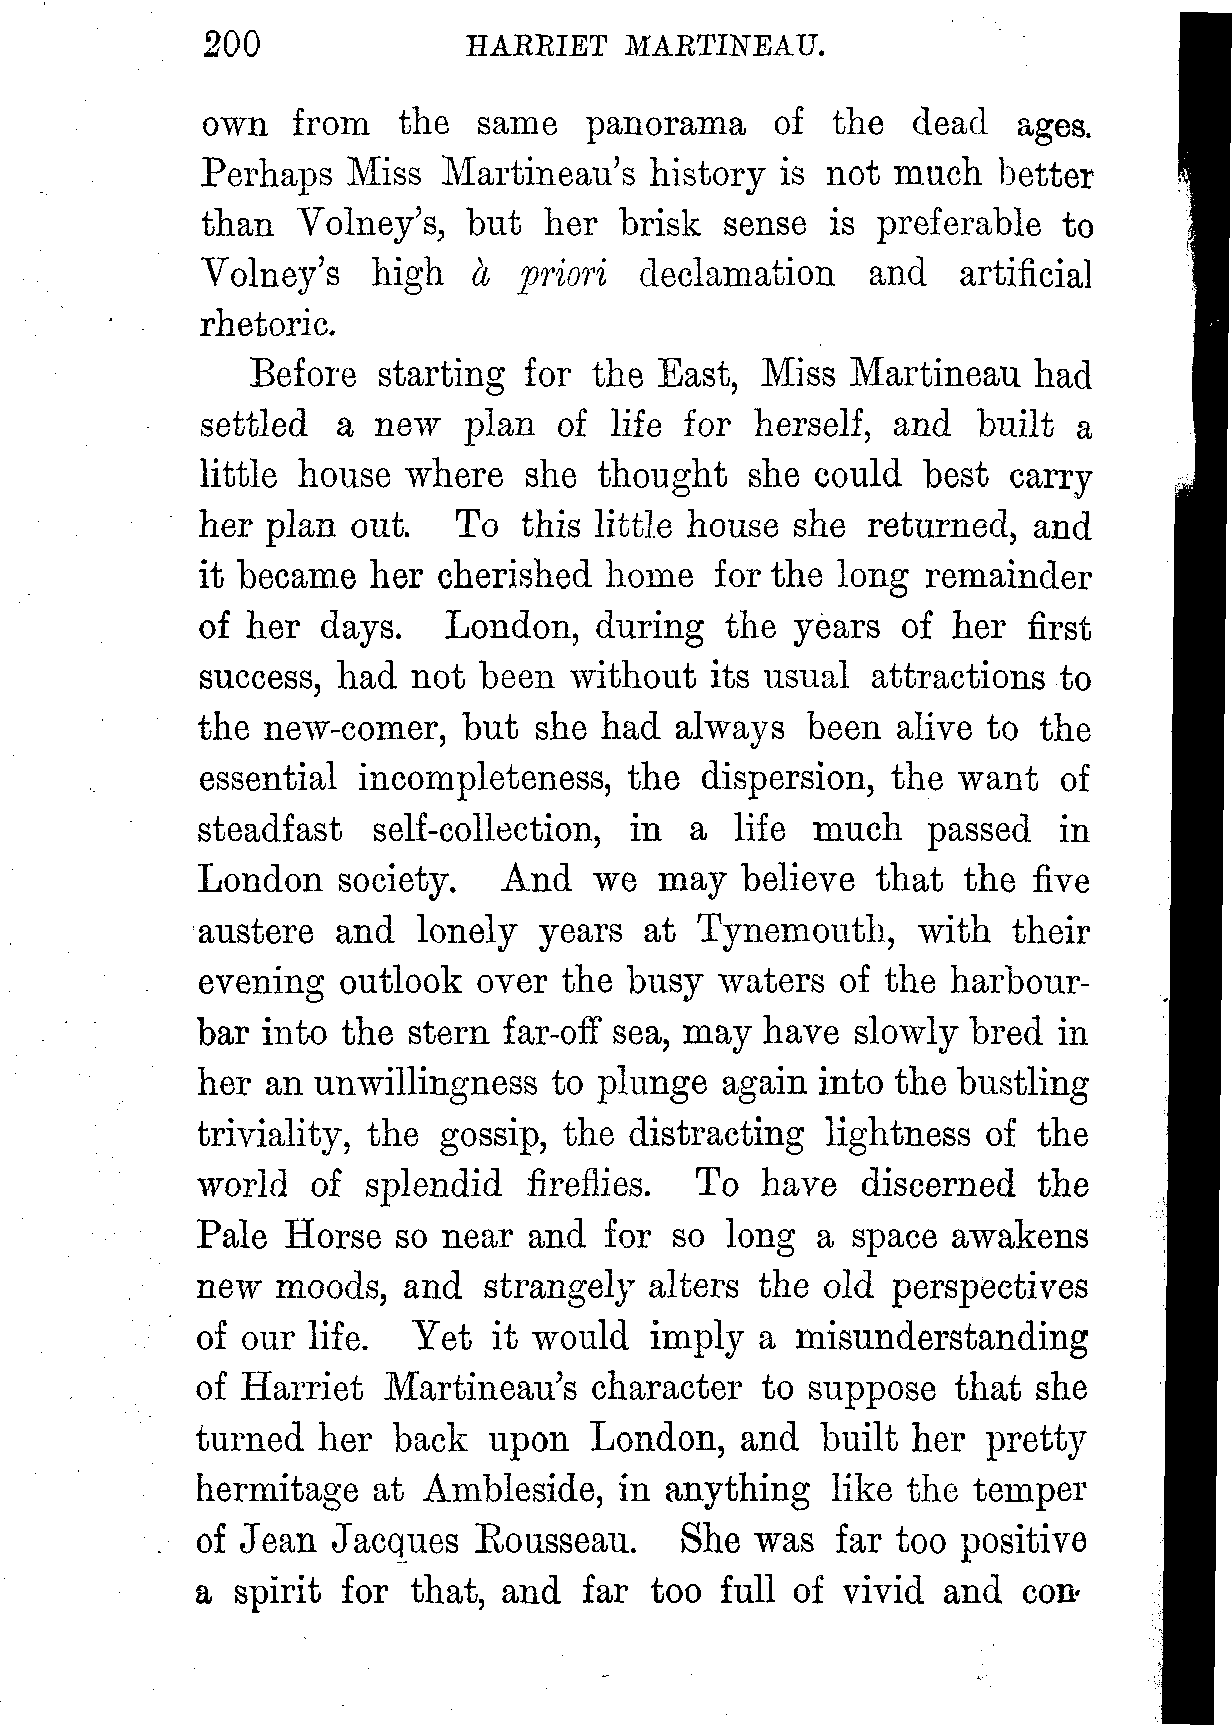 200 HARRIET MARTINEAU.
own from the same panorama of the dead ages.
Perhaps Miss Martineau's history is not much better
than Volney's, but her brisk sense is preferable to
Volney's high à priori declamation and artificial
rhetoric.
Before starting for the East, Miss Martineau had
settled a new plan of life for herself, and built a
little house where she thought she could best carry
her plan out. To this little house she returned, and
it became her cherished home for the long remainder
of her days. London, during the years of her first
success, had not been without its usual attractions to
the new-comer, but she had always been alive to the
essential incompleteness, the dispersion, the want of
steadfast self-collection, in a life much passed in
London society. And we may believe that the five
austere and lonely years at Tynemouth, with their
evening outlook over the busy waters of the harbour-
bar into the stern far-off sea, may have slowly bred in
her an unwillingness to plunge again into the bustling
triviality, the gossip, the distracting lightness of the
world of splendid fireflies. To have discerned the
Pale Horse so near and for so long a space awakens
new moods, and strangely alters the old perspectives
of our life. Yet it would imply a misunderstanding
of Harriet Martineau's character to suppose that she
turned her back upon London, and built her pretty
hermitage at Ambleside, in anything like the temper
of Jean Jacques Rousseau. She was far too positive
a spirit for that, and far too full of vivid and con-